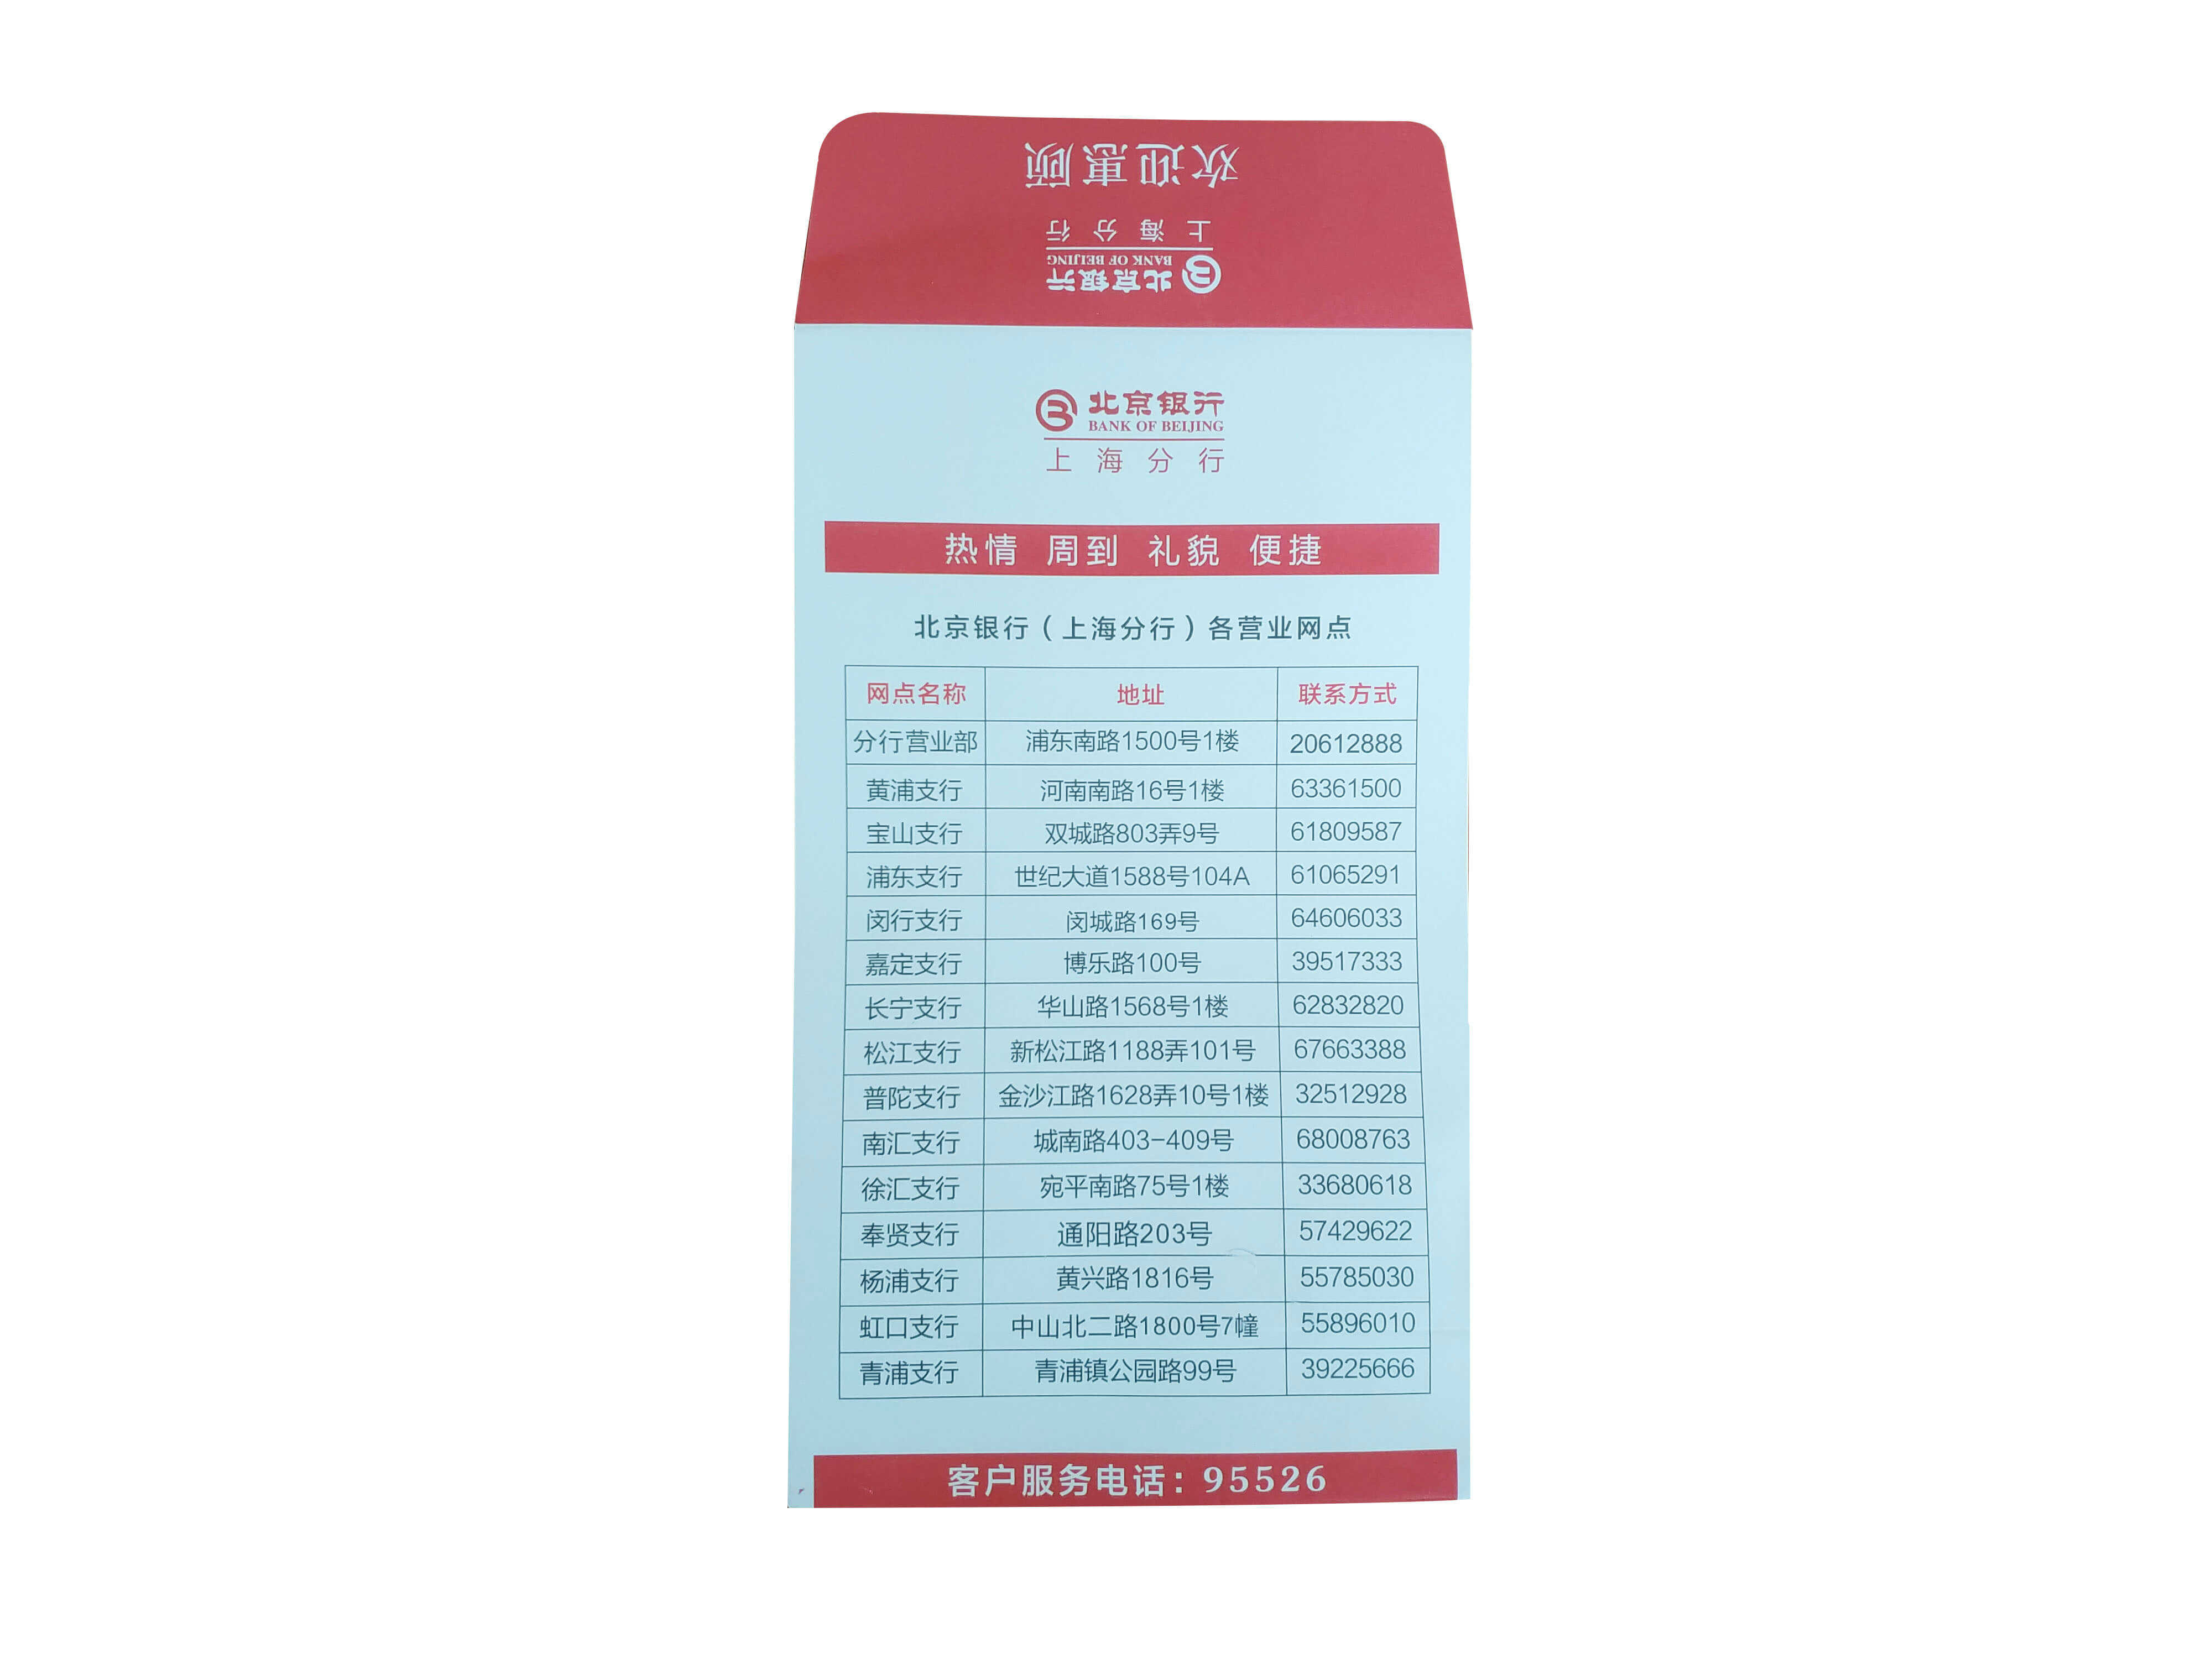 欢迎惠顾
上海分行
BANK OF BEIJING
北京银行
北京银行
BANK OF BEIJING
上海分行
热情 周到 礼貌 便捷
北京银行（上海分行）各营业网点
网点名称 地址 联系方式
分行营业部 浦东南路1500号1楼 20612888
黄浦支行 河南南路16号1楼 63361500
宝山支行 双城路803弄9号 61809587
浦东支行 世纪大道1588号104A 61065291
闵行支行 闵城路169号 64606033
嘉定支行 博乐路100号 39517333
长宁支行 华山路1568号1楼 62832820
松江支行 新松江路1188弄101号 67663388
普陀支行 金沙江路1628弄10号1楼 32512928
南汇支行 城南路403-409号 68008763
徐汇支行 宛平南路75号1楼 33680618
奉贤支行 通阳路203号 57429622
杨浦支行 黄兴路1816号 55785030
虹口支行 中山北二路1800号7幢 55896010
青浦支行 青浦镇公园路99号 39225666
客户服务电话：95526